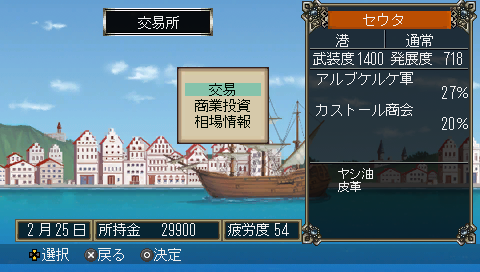 交易所
交易
商業投資
相場情報
セウタ
港 通常
武装度 1400 発展度 718
アルブケルケ軍
27%
カストール商会
20%
ヤシ油
皮革
2月25日 所持金 29900 疲労度 54
選択 戻る 決定